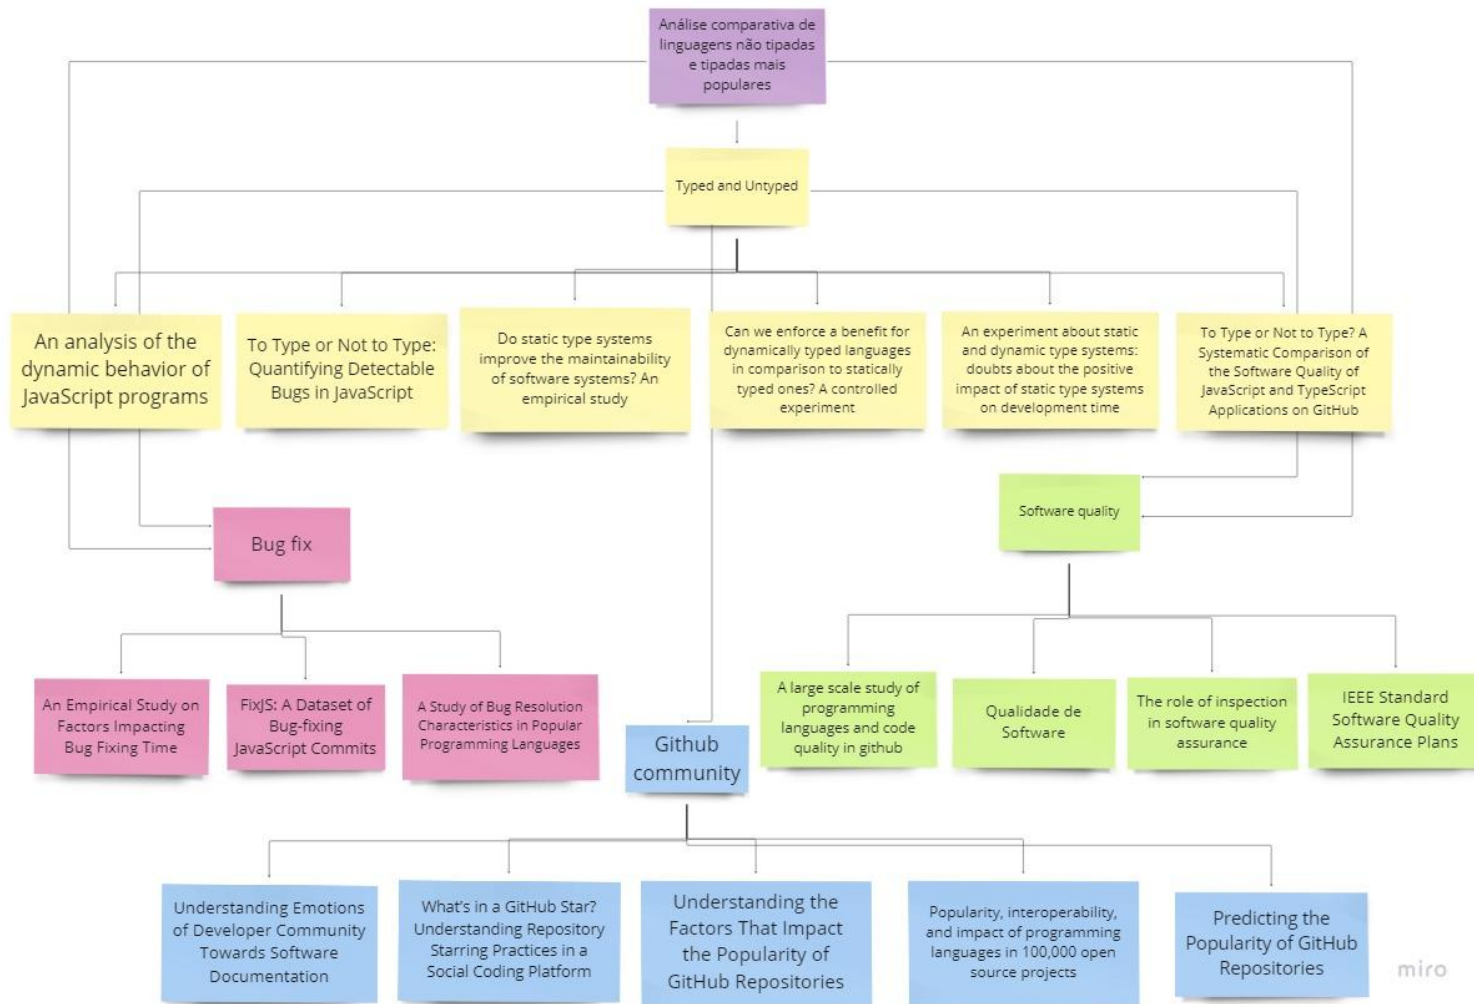 Análise comparativa de
linguagens não tipadas
e tipadas mais
populares
Typed and Untyped
An analysis of the
dynamic behavior of
JavaScript programs
To Type or Not to Type:
Quantifying Detectable
Bugs in JavaScript
Do static type systems
improve the maintainability
of software systems? An
empirical study
Can we enforce a benefit for
dynamically typed languages
in comparison to statically
typed ones? A controlled
experiment
An experiment about static
and dynamic type systems:
doubts about the positive
impact of static type systems
on development time
To Type or Not to Type? A
Systematic Comparison of
the Software Quality of
JavaScript and TypeScript
Applications on GitHub
Bug fix
Software quality
An Empirical Study on
Factors Impacting
Bug Fixing Time
FixJS: A Dataset of
Bug-fixing
JavaScript Commits
A Study of Bug Resolution
Characteristics in Popular
Programming Languages
Github
community
A large scale study of
programming
languages and code
quality in github
Qualidade de
Software
The role of inspection
in software quality
assurance
IEEE Standard
Software Quality
Assurance Plans
Understanding Emotions
of Developer Community
Towards Software
Documentation
What's in a GitHub Star?
Understanding Repository
Starring Practices in a
Social Coding Platform
Understanding the
Factors That Impact
the Popularity of
GitHub Repositories
Popularity, interoperability,
and impact of programming
languages in 100,000 open
source projects
Predicting the
Popularity of GitHub
Repositories
miro